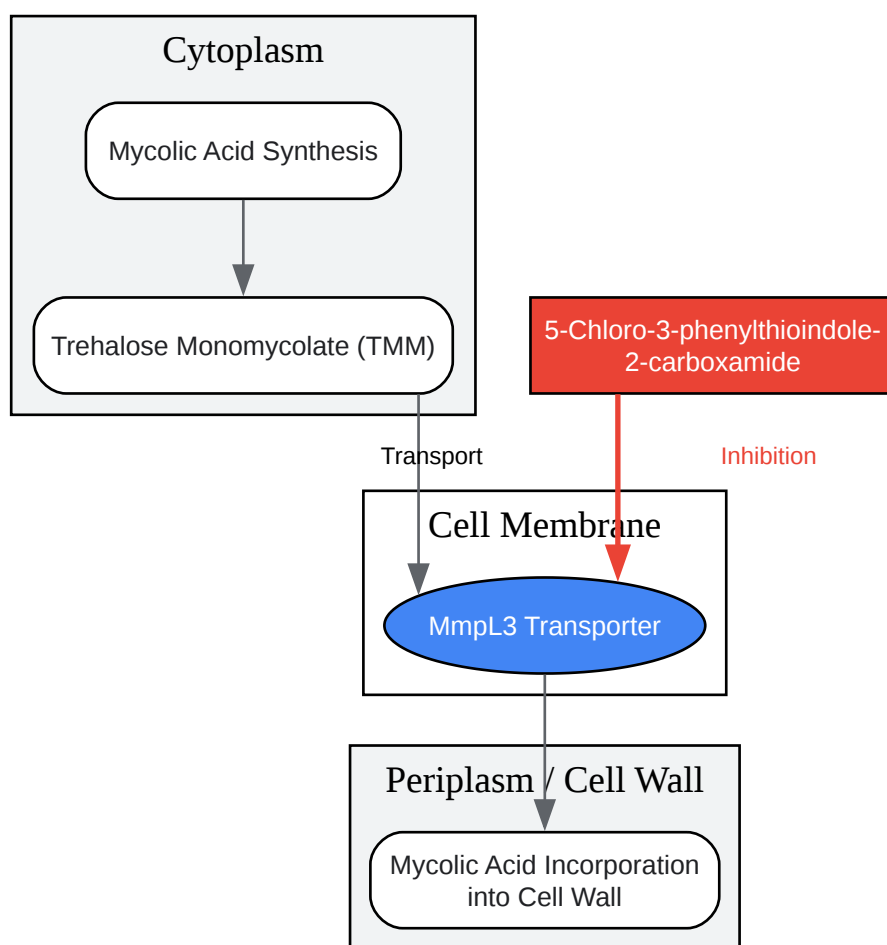 Cytoplasm
Mycolic Acid Synthesis
Trehalose Monomycolate (TMM)
5-Chloro-3-phenylthioindole-
2-carboxamide
Transport
Inhibition
Cell Membrane
MmpL3 Transporter
Periplasm / Cell Wall
Mycolic Acid Incorporation
into Cell Wall